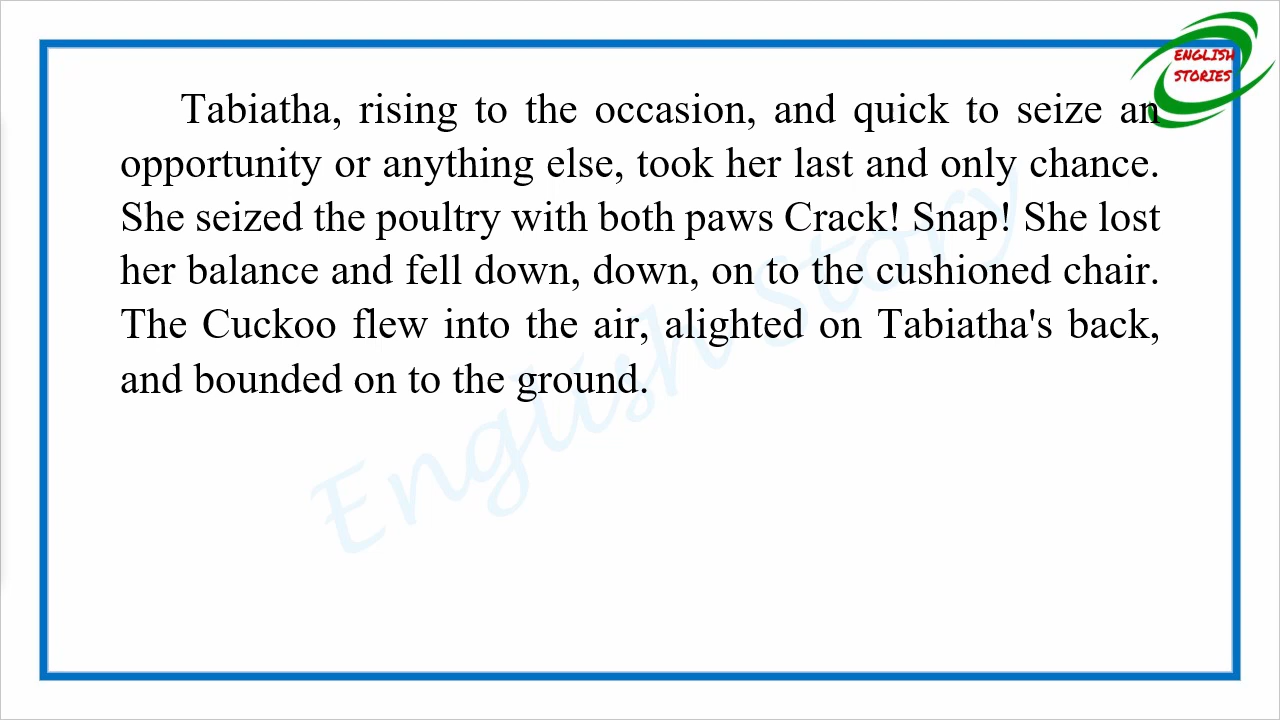 ENGLISH
STORIES
Tabiatha, rising to the occasion, and quick to seize an
opportunity or anything else, took her last and only chance.
She seized the poultry with both paws Crack! Snap! She lost
her balance and fell down, down, on to the cushioned chair.
The Cuckoo flew into the air, alighted on Tabiatha's back,
and bounded on to the ground.
English Story